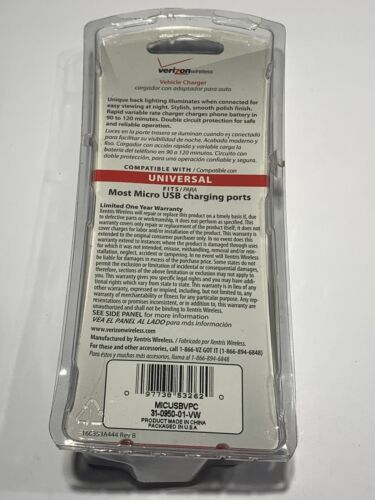 verizonwireless
Vehicle Charger
cargador con adaptador para auto
Unique back lighting illuminates when connected for
easy viewing at night. Stylish, smooth polish finish.
Rapid variable rate charger charges phone battery in
90 to 120 minutes. Double circuit protection for safe
and reliable operation.
Luces en la parte trasera se iluminan cuando es conectado
para facilitar su visibilidad de noche. Acabado moderno y
liso. Cargador con acción rápida y variable carga la
batería del teléfono en 90 a 120 minutos. Circuito con
doble protección, para una operación confiable y segura.
COMPATIBLE WITH / Compatible con
UNIVERSAL
FITS/PARA
Most Micro USB charging ports
Limited One Year Warranty
Xentris Wireless will repair or replace this product on a timely basis if, due
to defective parts or workmanship, it does not perform as specified. This
warranty covers only repair or replacement of the product itself; it does not
cover charges for labor and/or installation of the product. This warranty is
extended to the original consumer purchaser only. In no event does this
warranty extend to instances where the product is damaged through uses
for which it was not intended, misuse, mishandling, removal and/or rein-
stallation, neglect, accident or tampering. In no event will Xentris Wireless
be liable for damages in excess of the purchase price. Some states do not
permit the exclusion or limitation of incidental or consequential damages,
therefore, sections of the above limitation or exclusion may not apply to
you. This warranty gives you specific legal rights and you may have addi-
tional rights which vary from state to state. This warranty is in lieu of any
other warranty, expressed or implied, including, but not limited to, any
warranty of merchantability or fitness for any particular purpose. Any rep-
resentations or promises inconsistent, or in addition to, this warranty are
unauthorized and shall not be binding to Xentris Wireless.
SEE SIDE PANEL for more information
VEA EL PANEL AL LADO para más información
www.verizonwireless.com
Manufactured by Xentris Wireless / Fabricado por Xentris Wireless.
For these and other accessories, call 1-866-VZ GOT IT (1-866-894-6848)
Para éstos y muchos más accesorios, llama al 1-866-894-6848
0 97738 53262
MICUSBVPC
31-0950-01-VW
PRODUCT MADE IN CHINA
PACKAGED IN U.S.A.
160353A444 Rev B